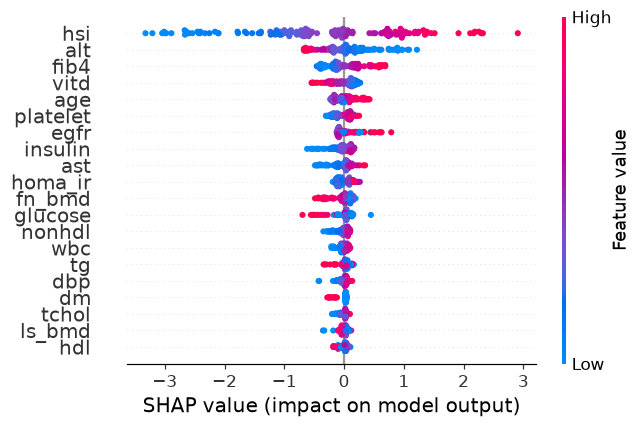 High
hsi
alt
fib4
vitd
age
platelet
egfr
insulin
ast
homa_ir
fn_bmd
glucose
nonhdl
wbc
tg
dbp
dm
tchol
ls_bmd
hdl
Feature value
Low
−3 −2 −1 0 1 2 3
SHAP value (impact on model output)